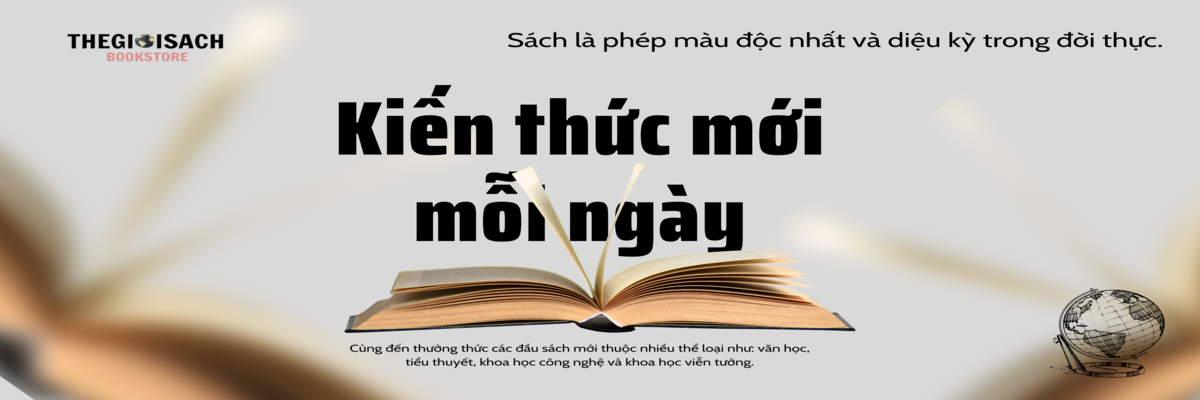 THEGIOISACH
BOOKSTORE
Sách là phép màu độc nhất và diệu kỳ trong đời thực.
Kiến thức mới
mỗi ngày
Cùng đến thưởng thức các đầu sách mới thuộc nhiều thể loại như: văn học,
tiểu thuyết, khoa học công nghệ và khoa học viễn tưởng.